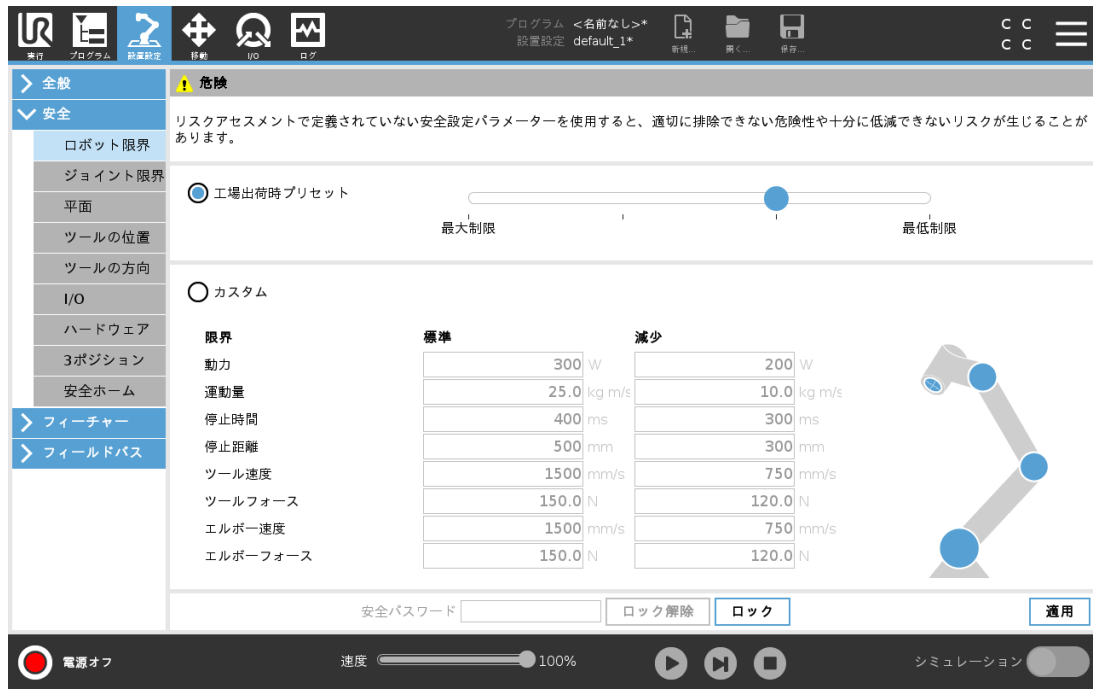 プログラム <名前なし>*
設置設定 default_1*
実行 プログラム 設置設定 移動 I/O ログ 新規... 開く... 保存...
C C
C C
全般
安全
ロボット限界
ジョイント限界
平面
ツールの位置
ツールの方向
I/O
ハードウェア
3ポジション
安全ホーム
フィーチャー
フィールドバス
危険
リスクアセスメントで定義されていない安全設定パラメーターを使用すると、適切に排除できない危険性や十分に低減できないリスクが生じることが
あります。
工場出荷時プリセット
最大制限 最低制限
カスタム
限界 標準 減少
動力 300 W 200 W
運動量 25.0 kg m/s 10.0 kg m/s
停止時間 400 ms 300 ms
停止距離 500 mm 300 mm
ツール速度 1500 mm/s 750 mm/s
ツールフォース 150.0 N 120.0 N
エルボー速度 1500 mm/s 750 mm/s
エルボーフォース 150.0 N 120.0 N
安全パスワード ロック解除 ロック 適用
電源オフ 速度 100% シミュレーション